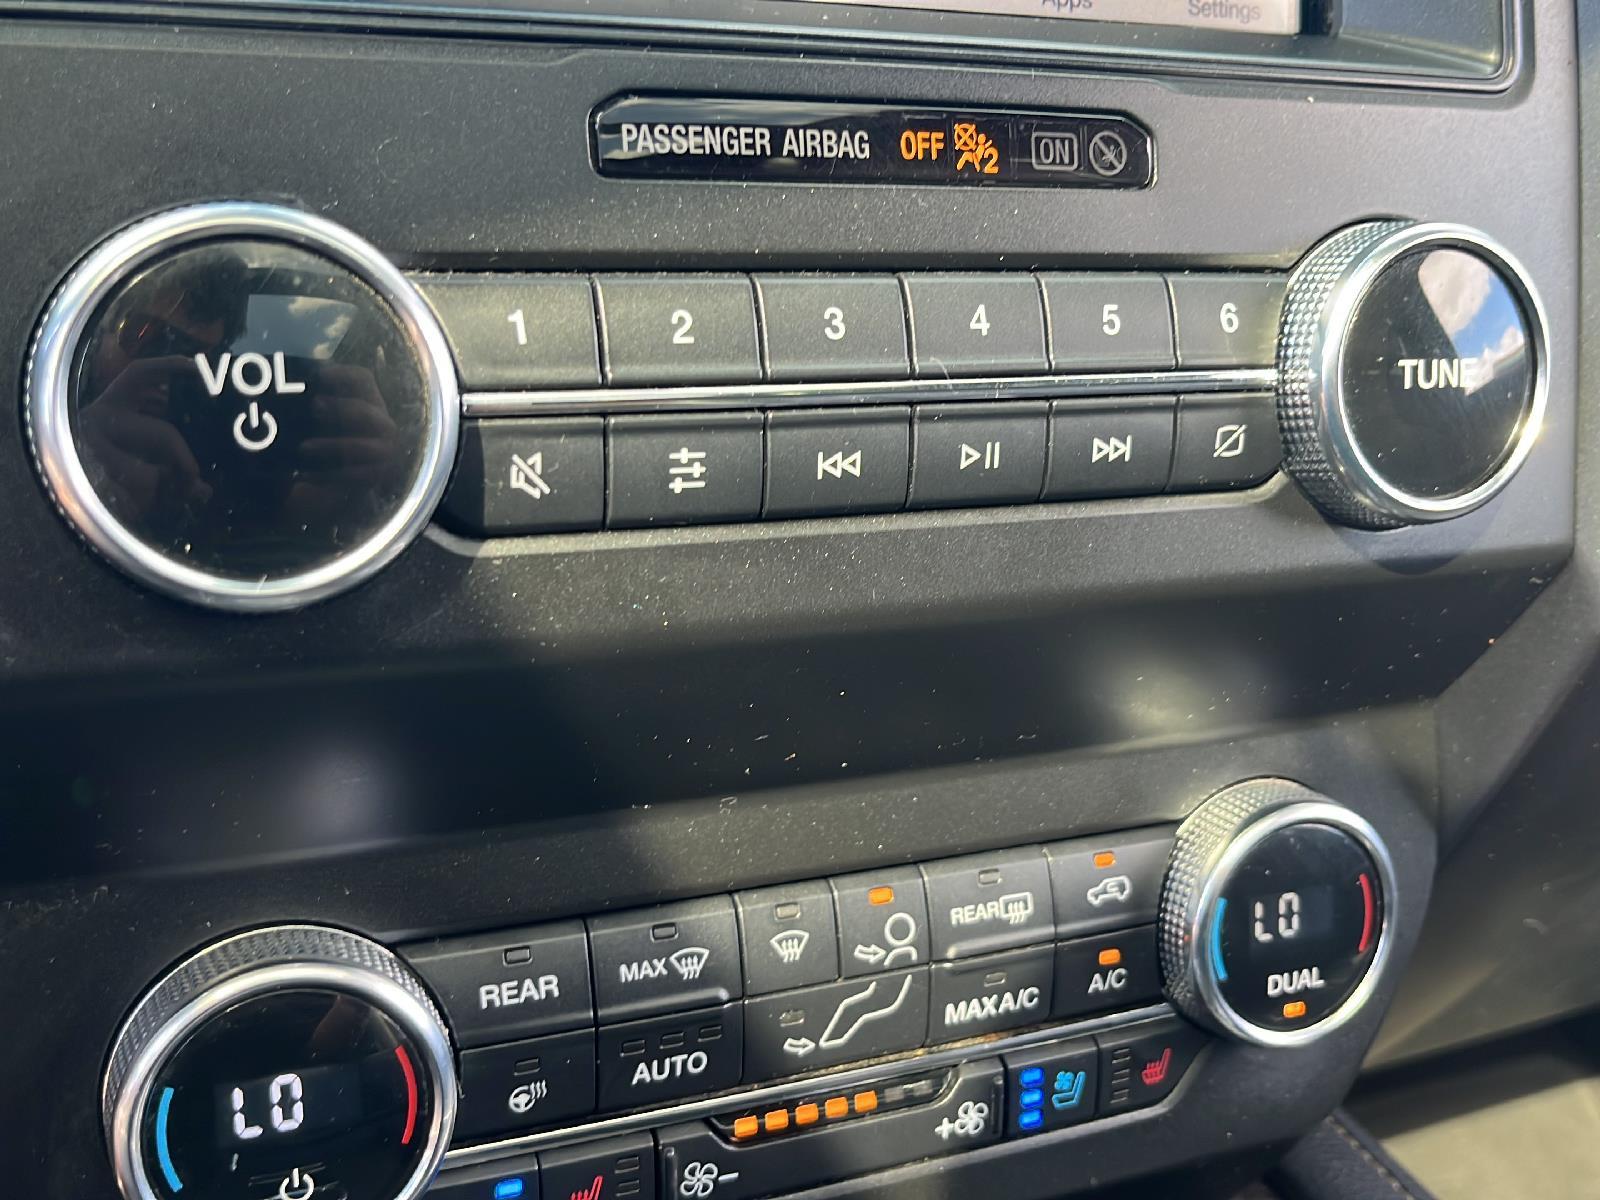 Apps Settings
PASSENGER AIRBAG OFF 2 ON
VOL
1 2 3 4 5 6
TUNE
REAR MAX REAR
LO
DUAL
AUTO MAX A/C A/C
LO